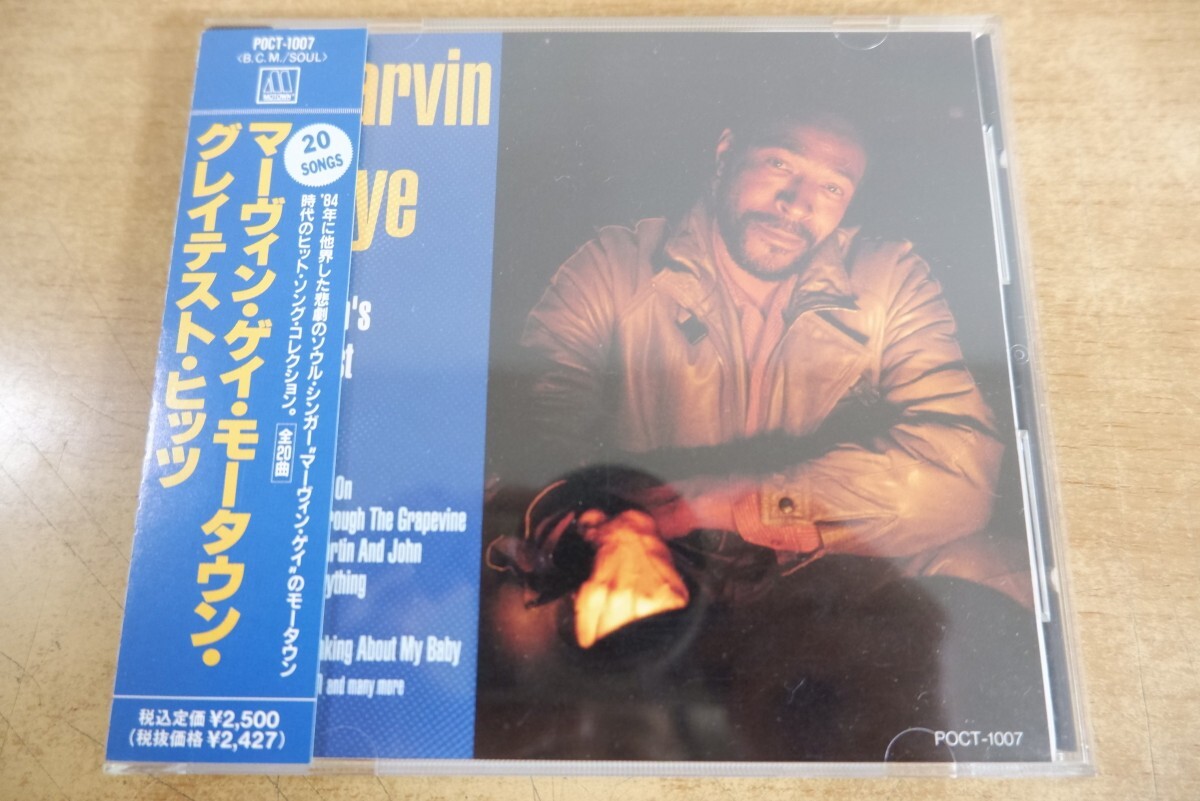 POCT-1007
〈B.C.M./SOUL〉
MOTOWN
20
SONGS
マーヴィン・ゲイ・モータウン・
グレイテスト・ヒッツ
'84年に他界した悲劇のソウル・シンガー"マーヴィン・ゲイ"のモータウン
時代のヒット・ソング・コレクション。
全20曲
税込定価¥2,500
(税抜価格¥2,427)
arvin
ye
's
st
On
rough The Grapevine
artin And John
ything
nking About My Baby
and many more
POCT-1007